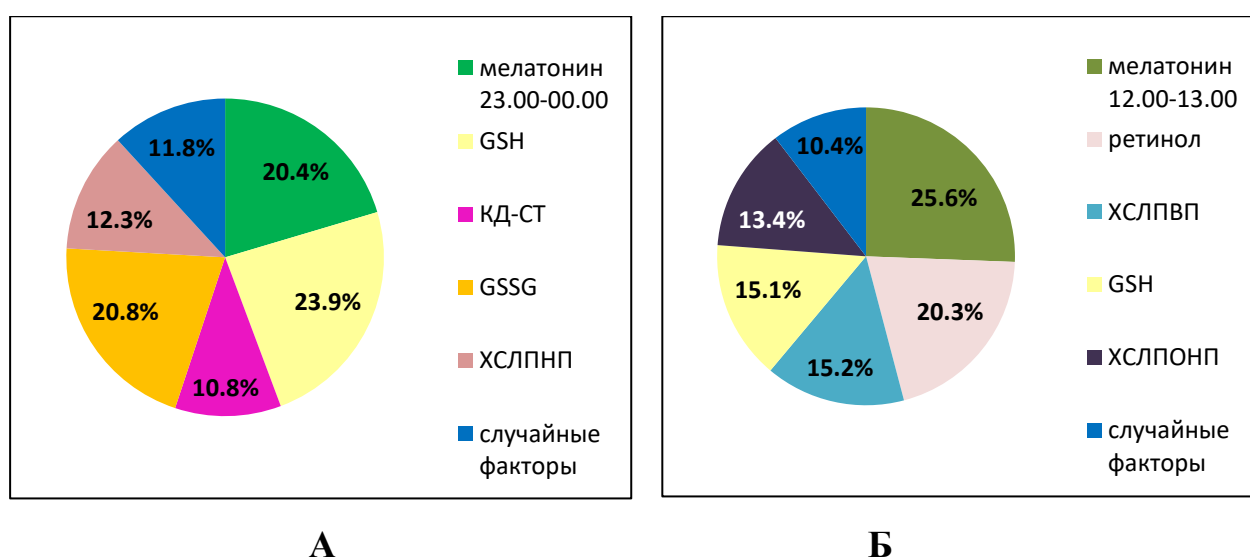 11.8%
20.4%
12.3%
23.9%
20.8%
10.8%
мелатонин
23.00-00.00
GSH
КД-СТ
GSSG
ХСЛПНП
случайные
факторы
А
10.4%
25.6%
13.4%
15.1%
20.3%
15.2%
мелатонин
12.00-13.00
ретинол
ХСЛПВП
GSH
ХСЛПОНП
случайные
факторы
Б